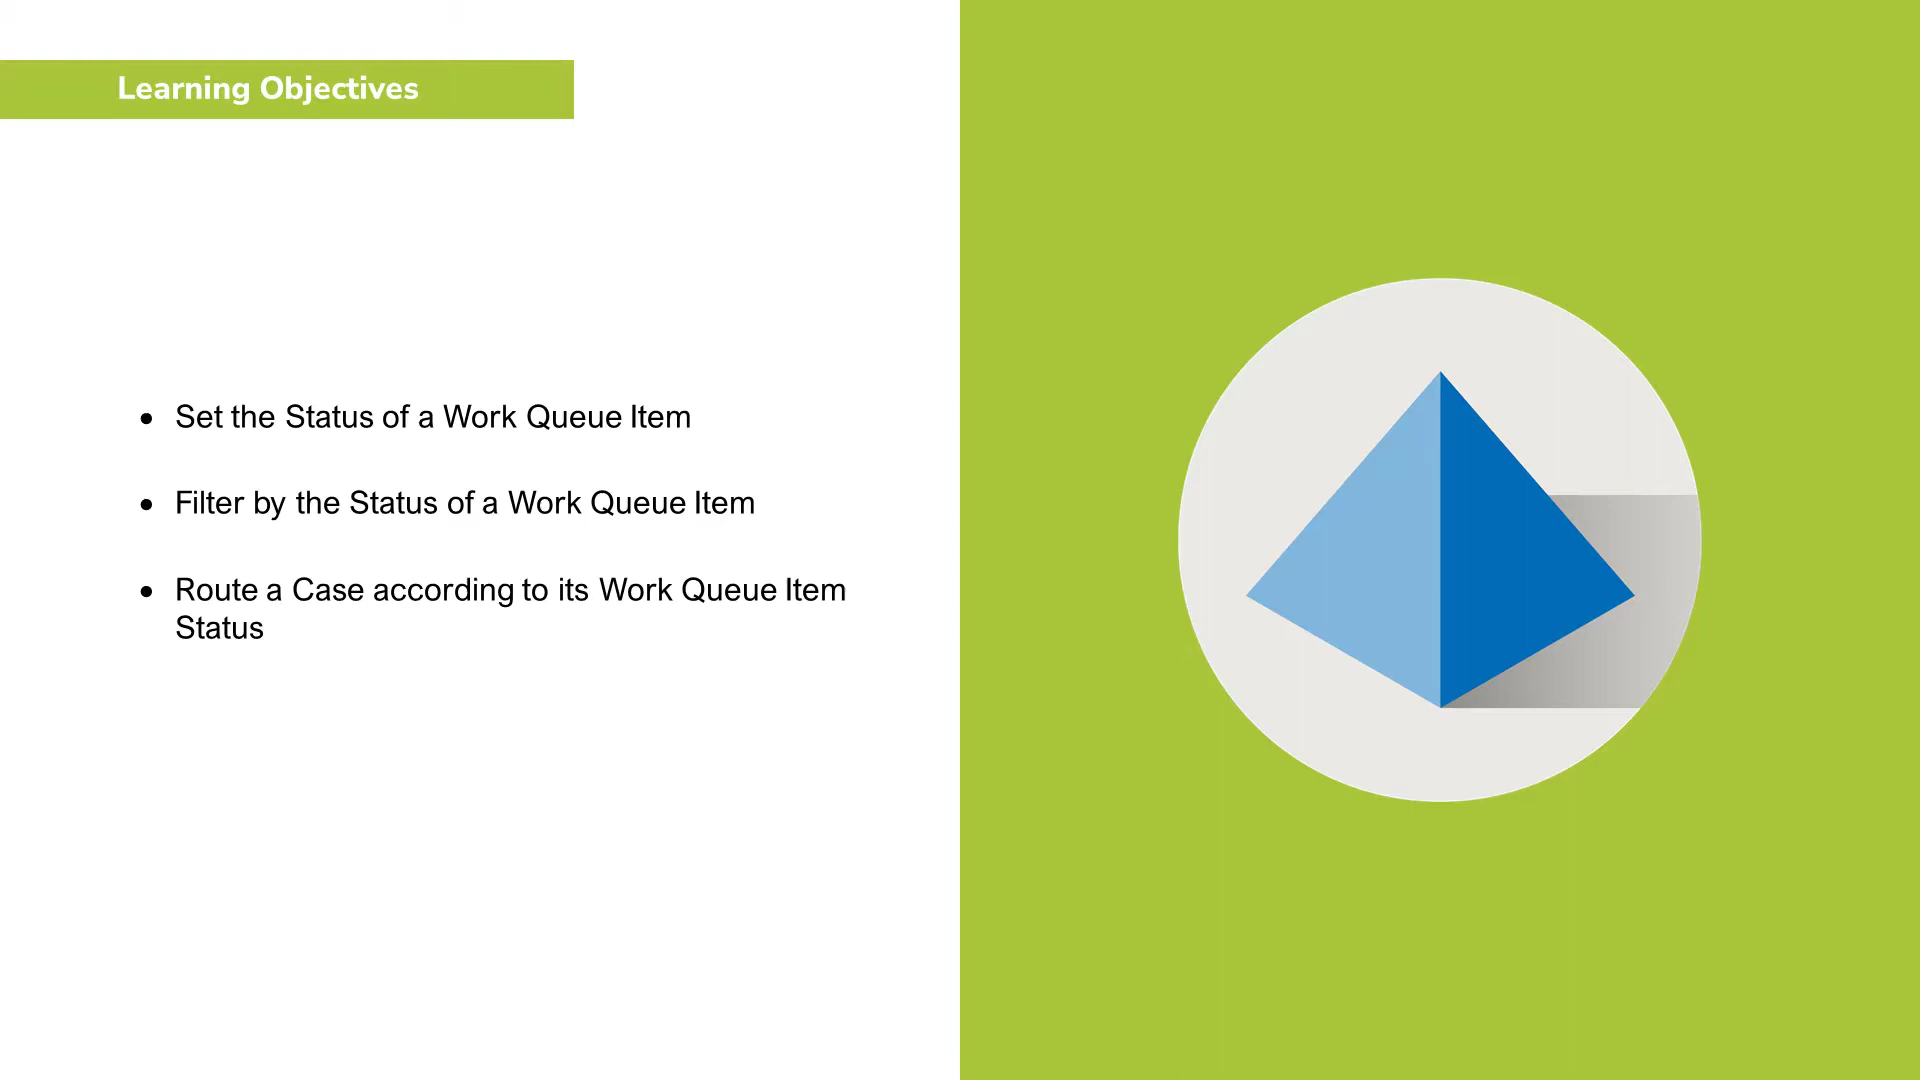 Learning Objectives
• Set the Status of a Work Queue Item
• Filter by the Status of a Work Queue Item
• Route a Case according to its Work Queue Item
Status